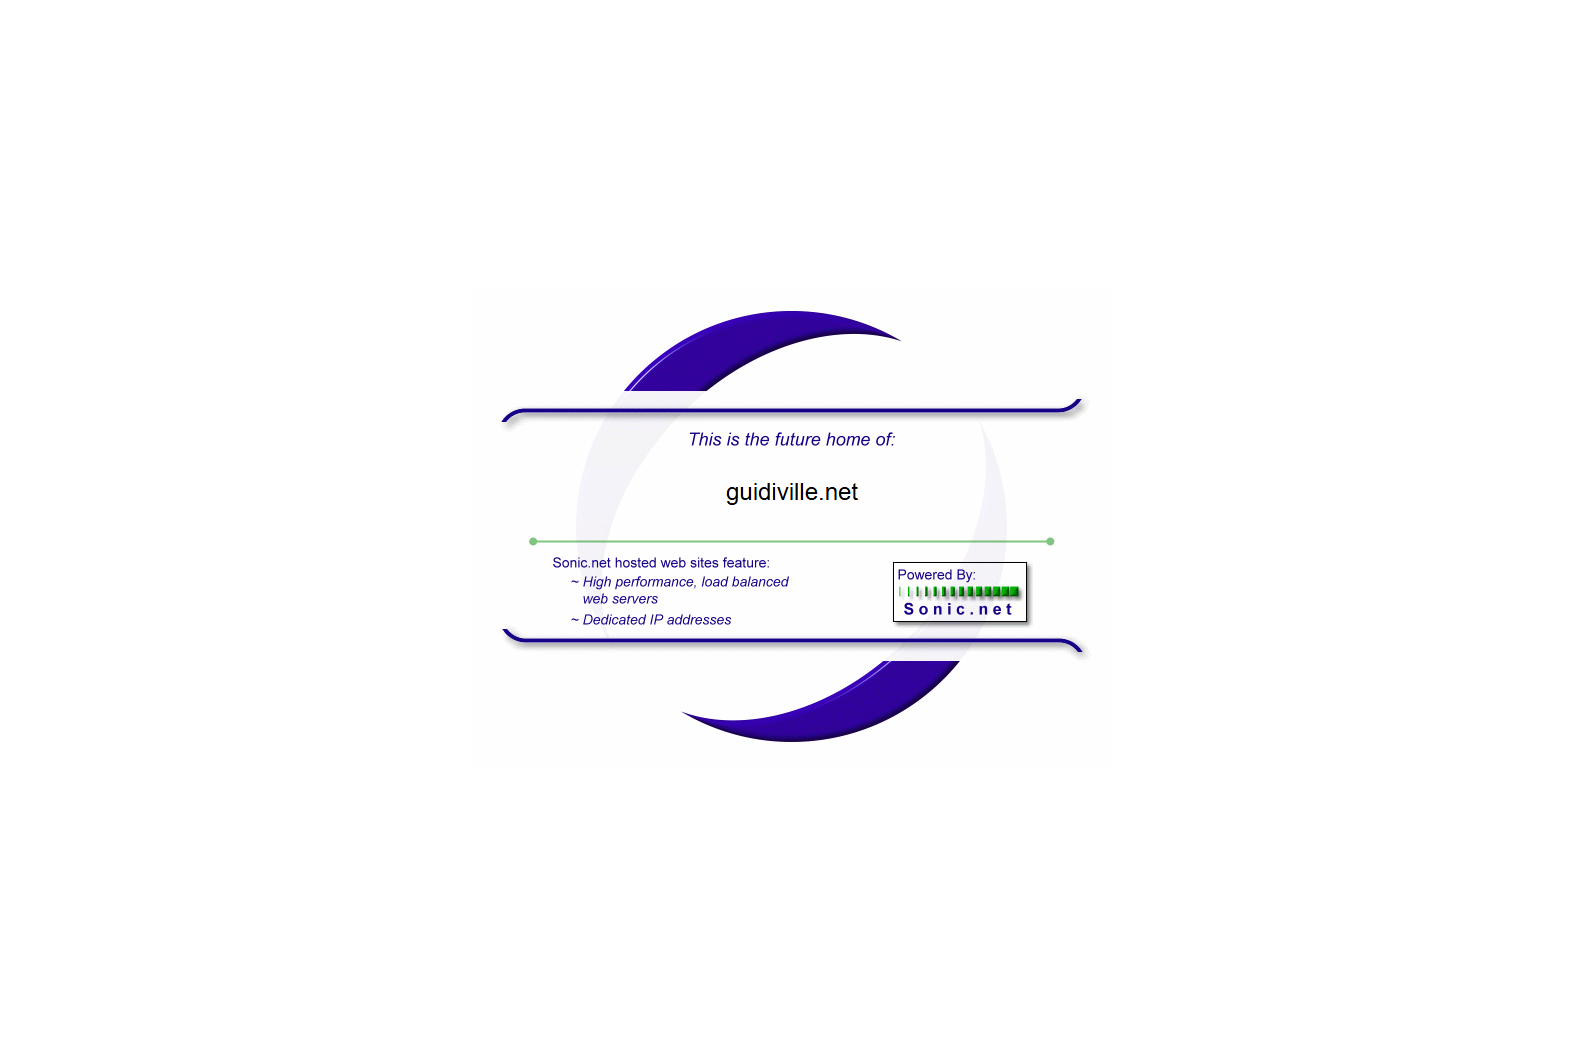 This is the future home of:
guidiville.net
Sonic.net hosted web sites feature:
~ High performance, load balanced
web servers
~ Dedicated IP addresses
Powered By:
Sonic.net